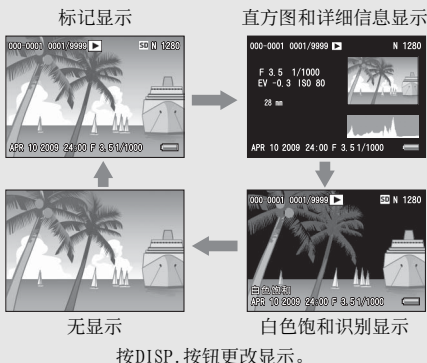 标记显示
直方图和详细信息显示
000-0001 0001/9999 SD N 1280
APR 10 2009 24:00 F 3.5 1/1000
000-0001 0001/9999 N 1280
F 3.5 1/1000
EV -0.3 ISO 80
28 mm
APR 10 2009 24:00 F 3.5 1/1000
000-0001 0001/9999 SD N 1280
白色饱和
APR 10 2009 24:00 F 3.5 1/1000
无显示
白色饱和识别显示
按DISP.按钮更改显示。